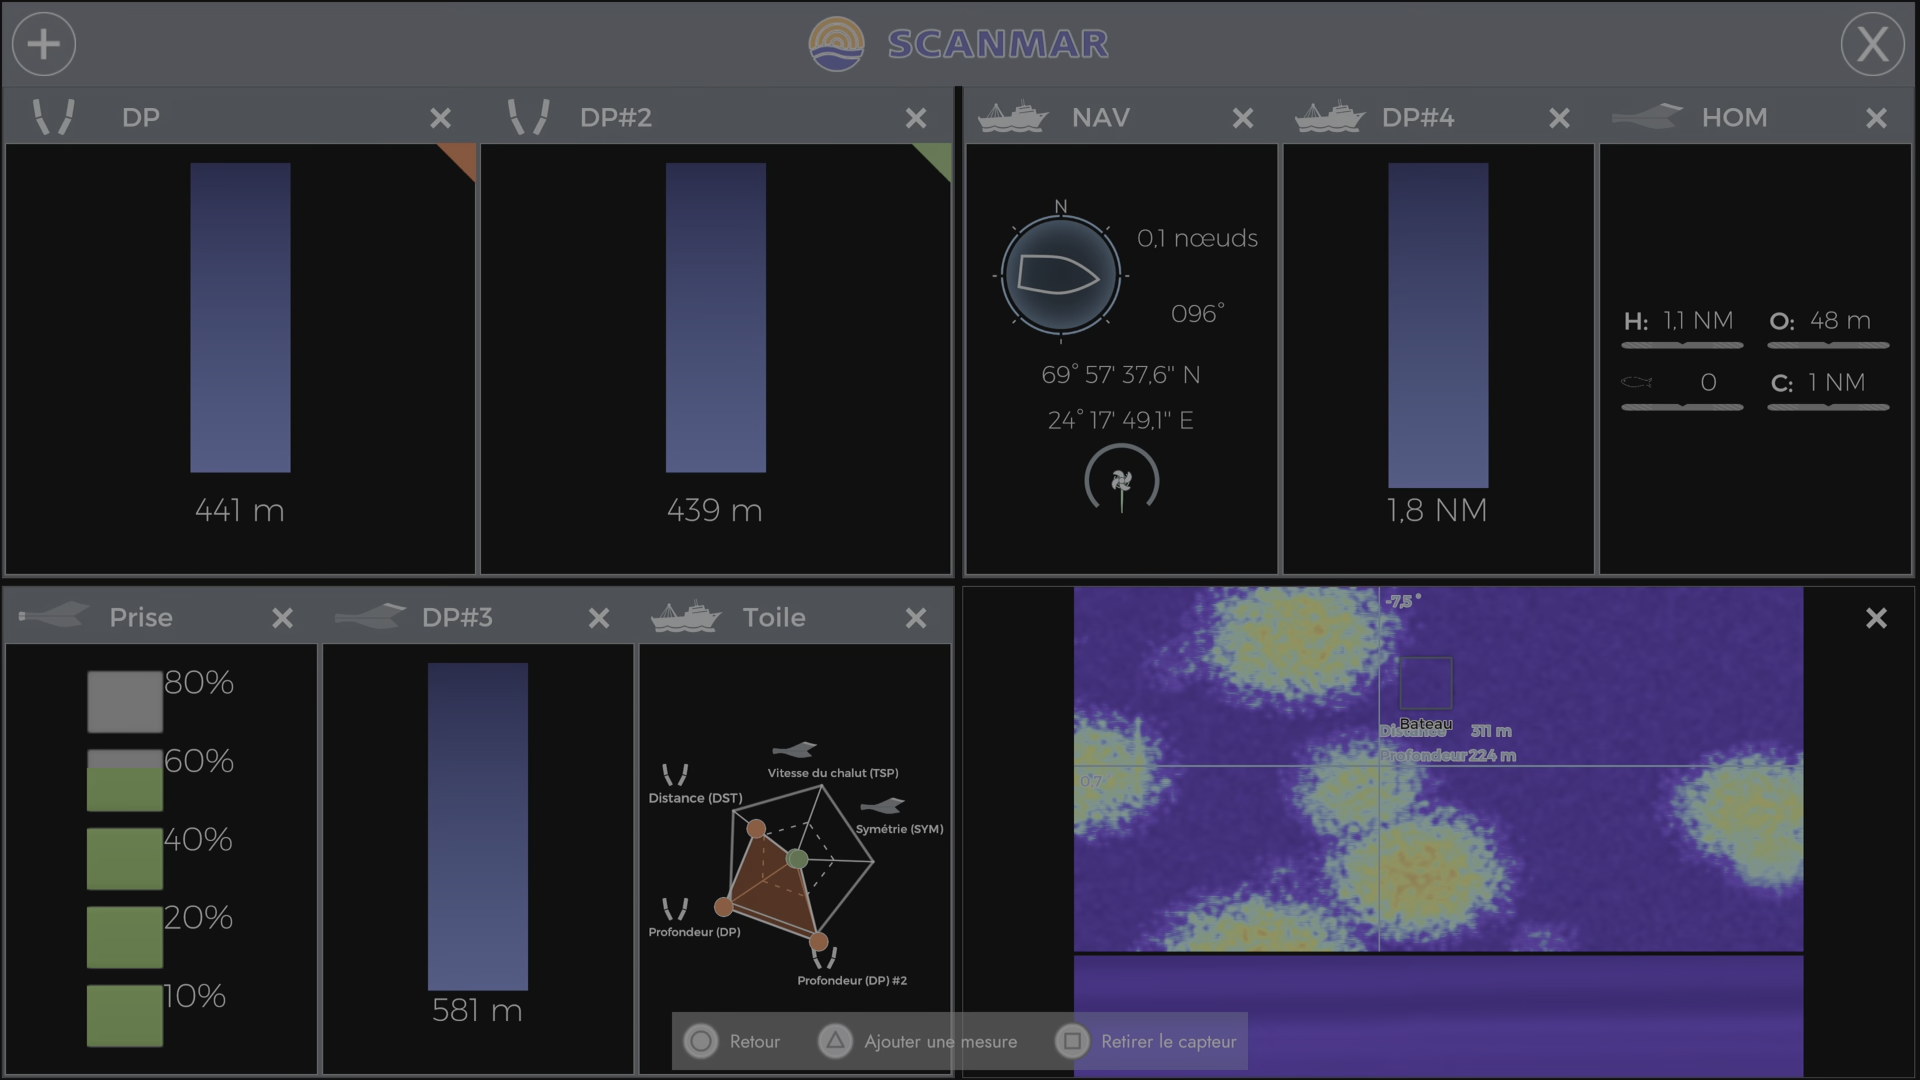 SCANMAR
X
DP
DP#2
NAV
DP#4
HOM
441 m
439 m
N
0,1 nœuds
096°
69° 57' 37,6" N
24° 17' 49,1" E
1,8 NM
H: 1,1 NM
O: 48 m
0
C: 1 NM
Prise
DP#3
Toile
80%
60%
40%
20%
10%
581 m
Vitesse du chalut (TSP)
Distance (DST)
Symétrie (SYM)
Profondeur (DP)
Profondeur (DP) #2
-7,5 °
Bateau
Distance 311 m
Profondeur 224 m
0,7°
Retour
Ajouter une mesure
Retirer le capteur